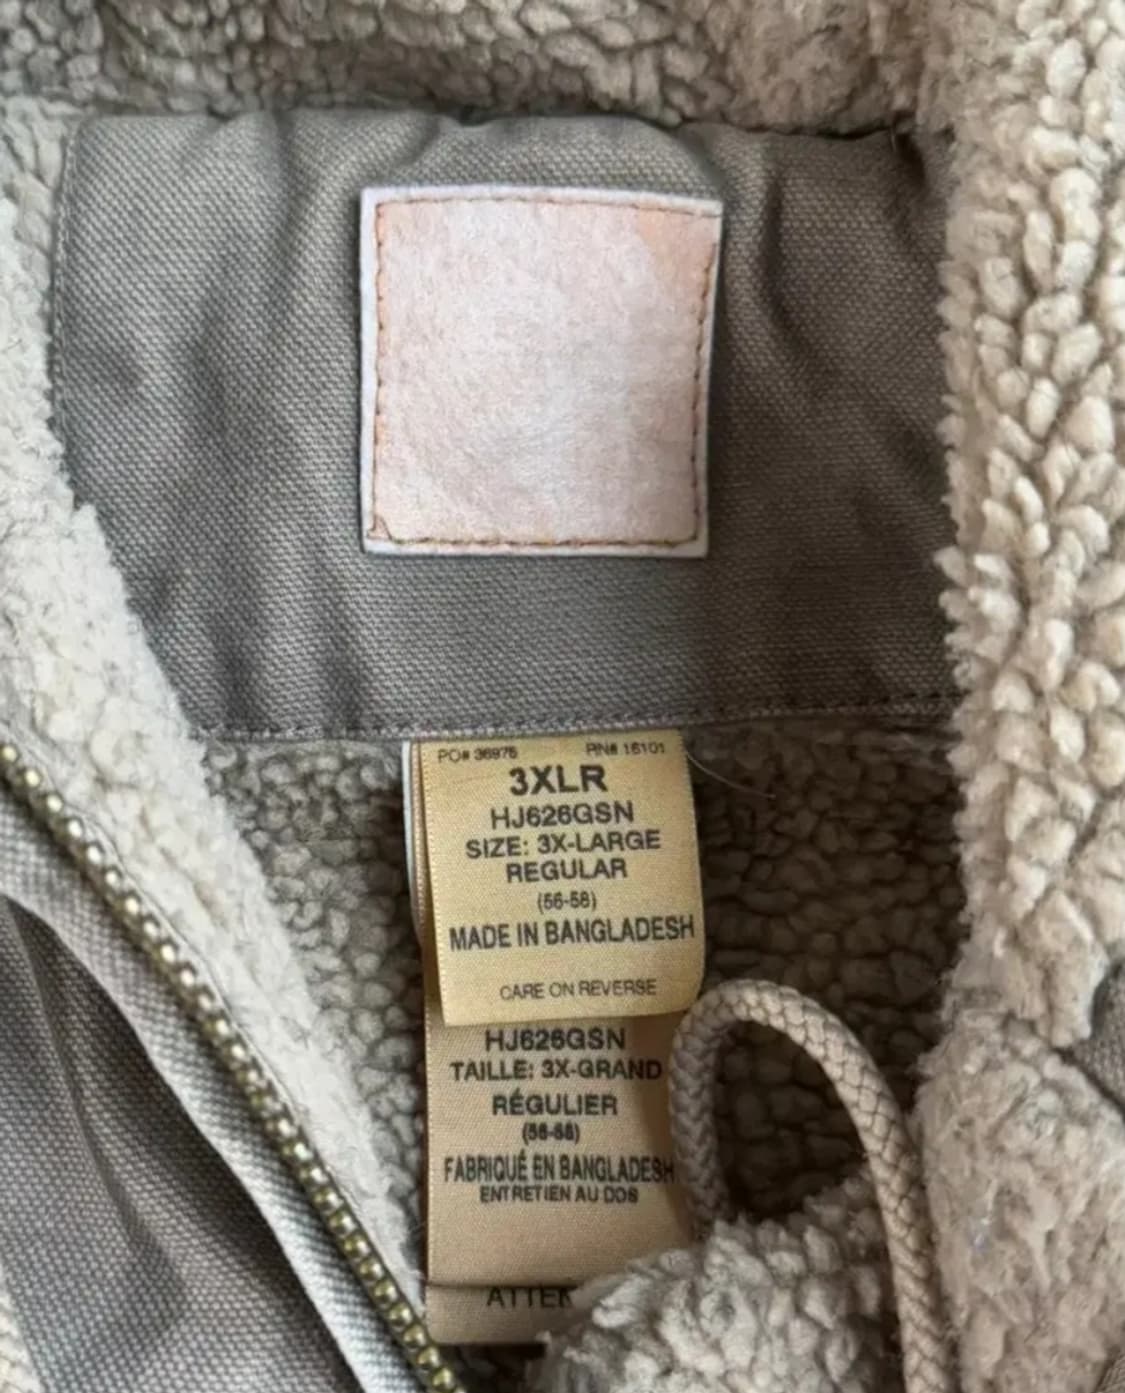 PO# 36975 RN# 16101
3XLR
HJ626GSN
SIZE: 3X-LARGE
REGULAR
(56-58)
MADE IN BANGLADESH
CARE ON REVERSE
HJ626GSN
TAILLE: 3X-GRAND
RÉGULIER
(56-58)
FABRIQUÉ EN BANGLADESH
ENTRETIEN AU DOS